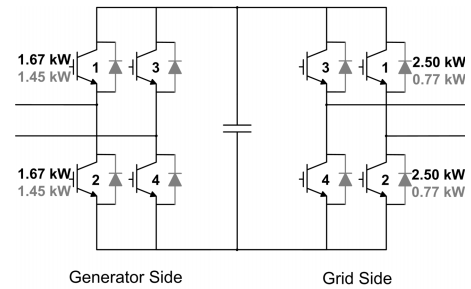 1.67 kW
1.45 kW
1
3
3
1
2.50 kW
0.77 kW
1.67 kW
1.45 kW
2
4
4
2
2.50 kW
0.77 kW
Generator Side
Grid Side